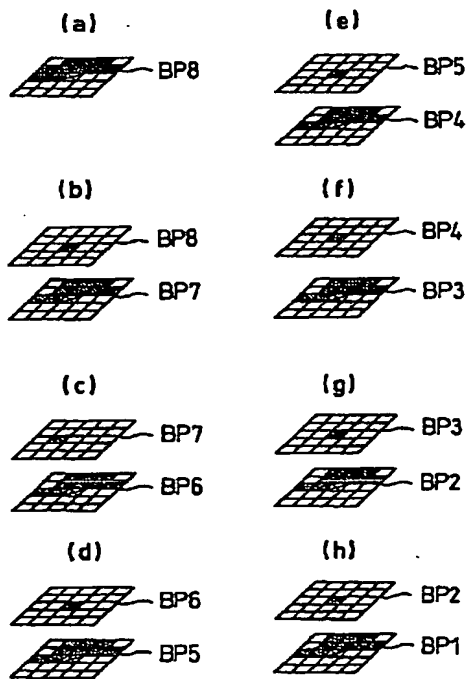 (a)
BP8
(b)
BP8
BP7
(c)
BP7
BP6
(d)
BP6
BP5
(e)
BP5
BP4
(f)
BP4
BP3
(g)
BP3
BP2
(h)
BP2
BP1